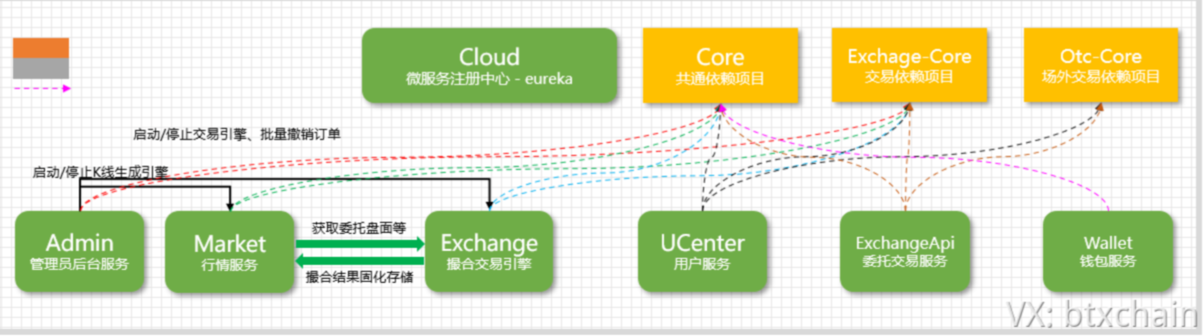 Cloud
微服务注册中心 - eureka
Core
共通依赖项目
Exchage-Core
交易依赖项目
Otc-Core
场外交易依赖项目
启动/停止交易引擎、批量撤销订单
启动/停止K线生成引擎
Admin
管理员后台服务
Market
行情服务
获取委托盘面等
撮合结果固化存储
Exchange
撮合交易引擎
UCenter
用户服务
ExchangeApi
委托交易服务
Wallet
钱包服务
VX: btxchain